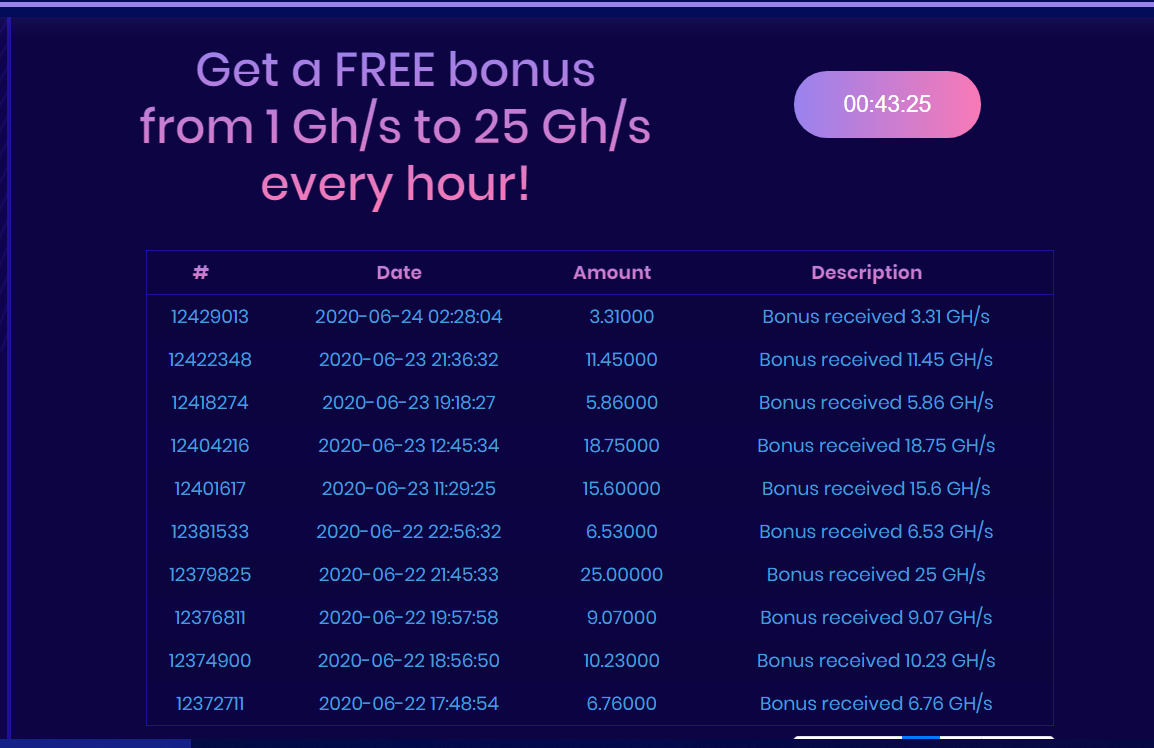 Get a FREE bonus
from 1 Gh/s to 25 Gh/s
every hour!
00:43:25
# Date Amount Description
12429013 2020-06-24 02:28:04 3.31000 Bonus received 3.31 GH/s
12422348 2020-06-23 21:36:32 11.45000 Bonus received 11.45 GH/s
12418274 2020-06-23 19:18:27 5.86000 Bonus received 5.86 GH/s
12404216 2020-06-23 12:45:34 18.75000 Bonus received 18.75 GH/s
12401617 2020-06-23 11:29:25 15.60000 Bonus received 15.6 GH/s
12381533 2020-06-22 22:56:32 6.53000 Bonus received 6.53 GH/s
12379825 2020-06-22 21:45:33 25.00000 Bonus received 25 GH/s
12376811 2020-06-22 19:57:58 9.07000 Bonus received 9.07 GH/s
12374900 2020-06-22 18:56:50 10.23000 Bonus received 10.23 GH/s
12372711 2020-06-22 17:48:54 6.76000 Bonus received 6.76 GH/s